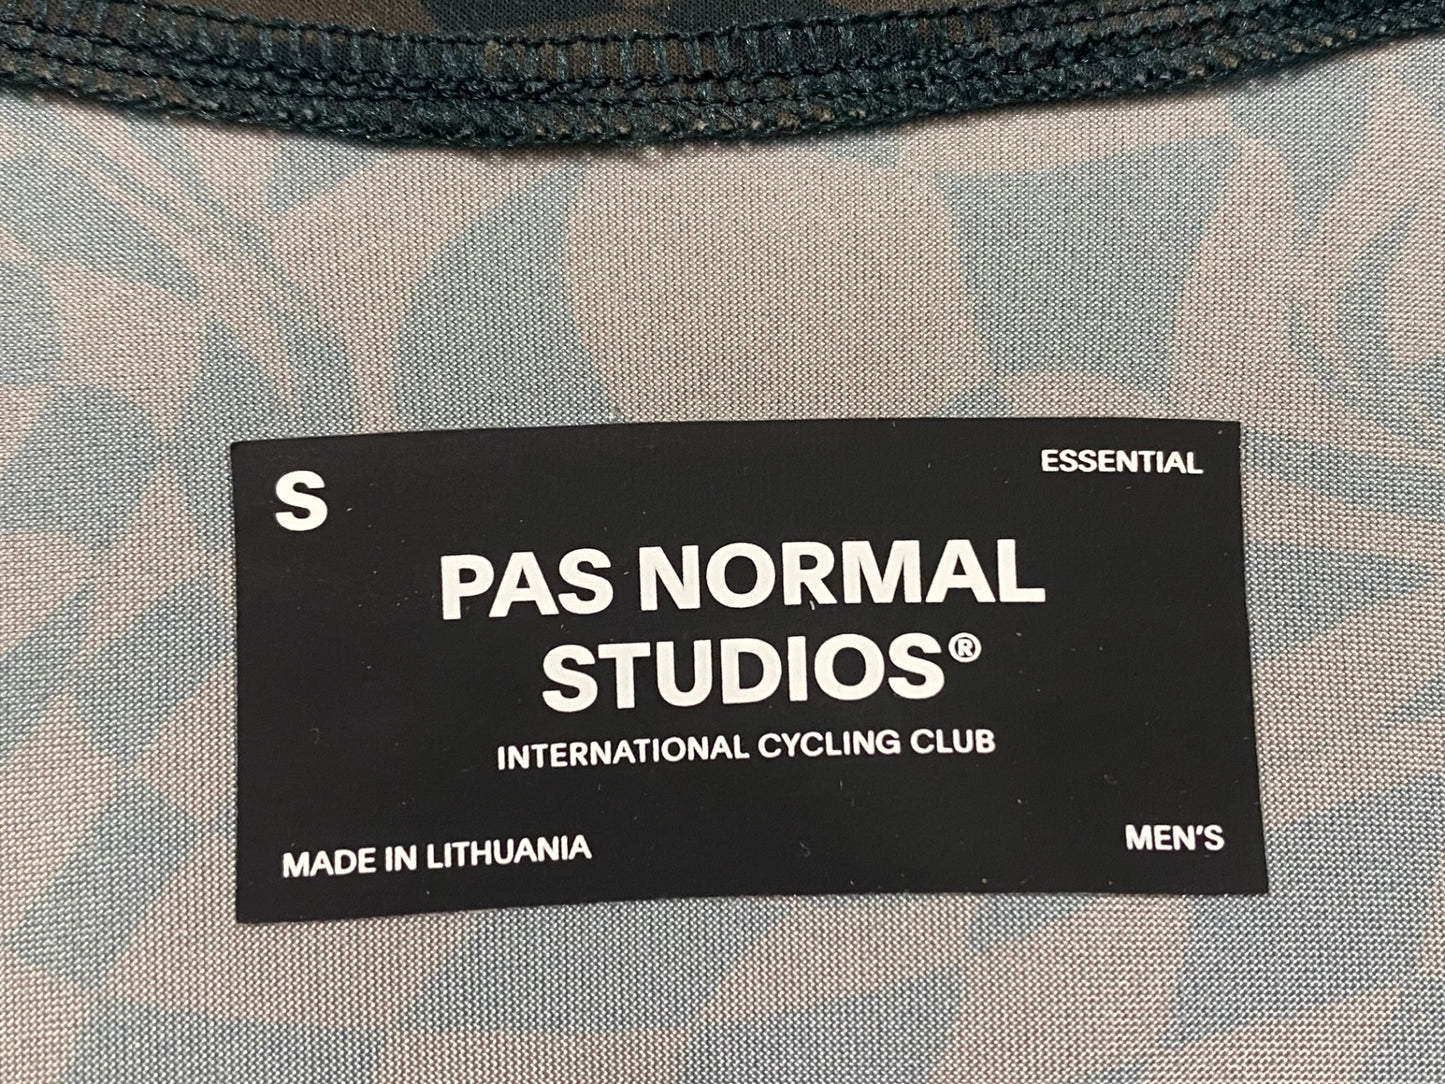 S
ESSENTIAL
PAS NORMAL
STUDIOS®
INTERNATIONAL CYCLING CLUB
MADE IN LITHUANIA
MEN'S